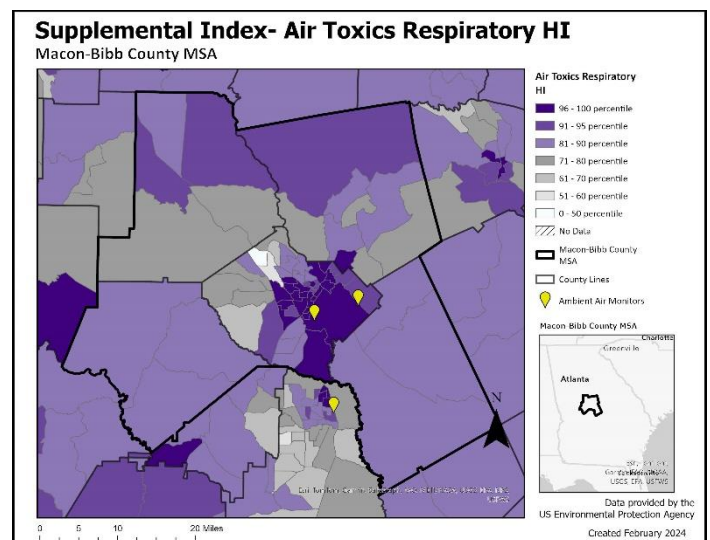 Supplemental Index- Air Toxics Respiratory HI
Macon-Bibb County MSA
Air Toxics Respiratory
HI
96 - 100 percentile
91 - 95 percentile
81 - 90 percentile
71 - 80 percentile
61 - 70 percentile
51 - 60 percentile
0 - 50 percentile
No Data
Macon-Bibb County
MSA
County Lines
Ambient Air Monitors
Macon-Bibb County MSA
Charlotte
Greenville
Atlanta
USGS, EPA, USFWS
N
0 5 10 20 Miles
Data provided by the
US Environmental Protection Agency
Created February 2024